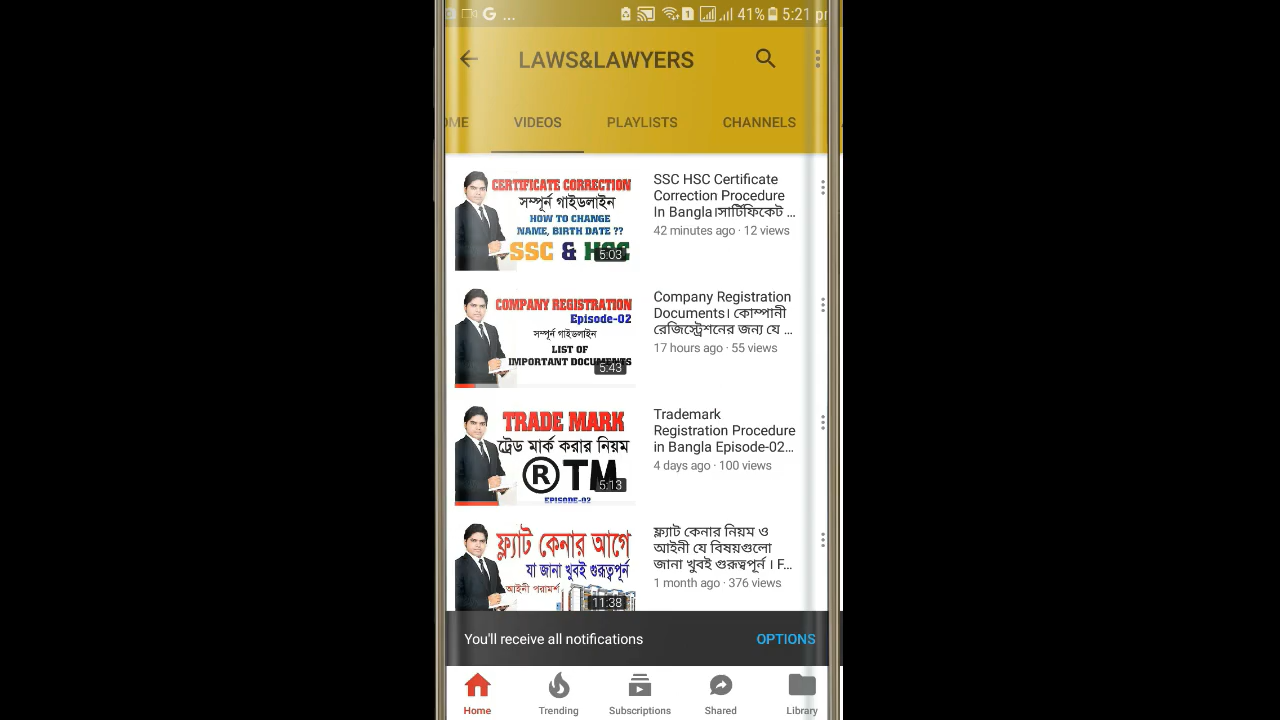 G ... 1 41% 5:21
LAWS&LAWYERS
VIDEOS PLAYLISTS CHANNELS
CERTIFICATE CORRECTION
সম্পূর্ন গাইডলাইন
HOW TO CHANGE
NAME, BIRTH DATE ??
SSC & HSC
5:03
SSC HSC Certificate
Correction Procedure
In Bangla।সার্টিফিকেট ...
42 minutes ago · 12 views
COMPANY REGISTRATION
Episode-02
সম্পূর্ন গাইডলাইন
LIST OF
IMPORTANT DOCUMENTS
5:43
Company Registration
Documents। কোম্পানী
রেজিস্ট্রেশনের জন্য যে ...
17 hours ago · 55 views
TRADE MARK
ট্রেড মার্ক করার নিয়ম
®TM
5:13
EPISODE-02
Trademark
Registration Procedure
in Bangla Episode-02...
4 days ago · 100 views
ফ্ল্যাট কেনার আগে
যা জানা খুবই গুরুত্বপূর্ন
আইনী পরামর্শ
11:38
ফ্ল্যাট কেনার নিয়ম ও
আইনী যে বিষয়গুলো
জানা খুবই গুরুত্বপূর্ন । F...
1 month ago · 376 views
You'll receive all notifications OPTIONS
Home Trending Subscriptions Shared Library